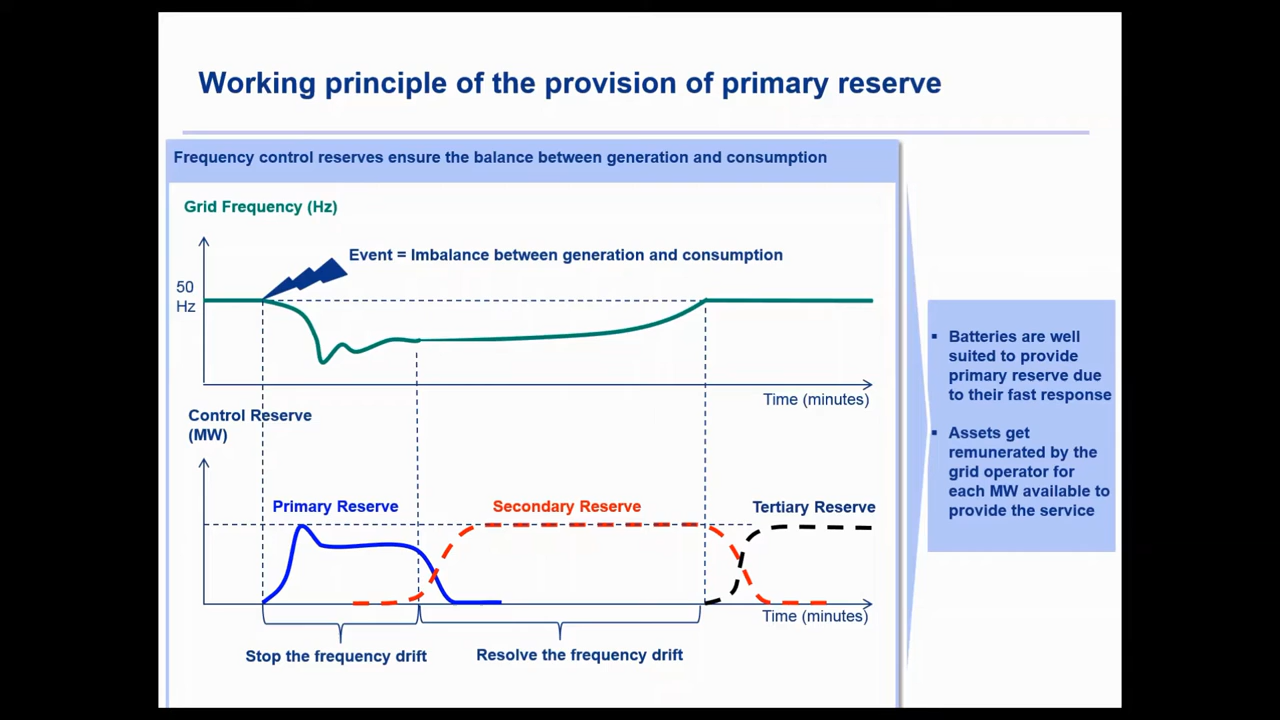 Working principle of the provision of primary reserve
Frequency control reserves ensure the balance between generation and consumption
Grid Frequency (Hz)
Event = Imbalance between generation and consumption
50
Hz
Time (minutes)
Control Reserve
(MW)
Primary Reserve
Secondary Reserve
Tertiary Reserve
Time (minutes)
Stop the frequency drift
Resolve the frequency drift
▪ Batteries are well
suited to provide
primary reserve due
to their fast response
▪ Assets get
remunerated by the
grid operator for
each MW available to
provide the service